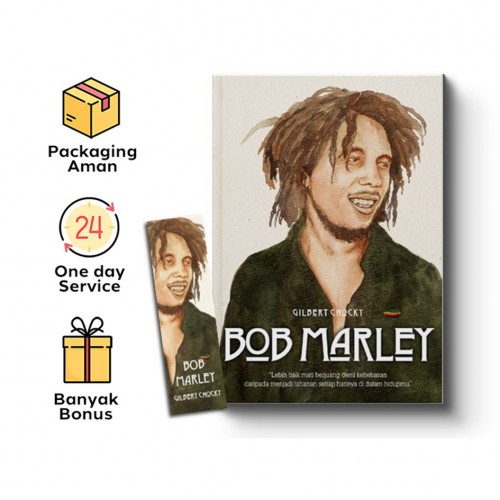 Packaging
Aman
24
One day
Service
Banyak
Bonus
BOB
MARLEY
GILBERT CHOCKY
GILBERT CHOCKY
BOB MARLEY
"Lebih baik mati berjuang demi kebebasan
daripada menjadi tahanan setiap harinya di dalam hidupmu"